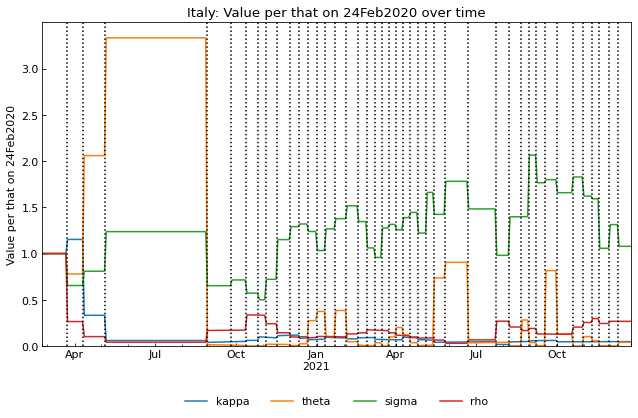 Italy: Value per that on 24Feb2020 over time
Value per that on 24Feb2020
3.0
2.5
2.0
1.5
1.0
0.5
0.0
Apr Jul Oct Jan Apr Jul Oct
2021
kappa theta sigma rho